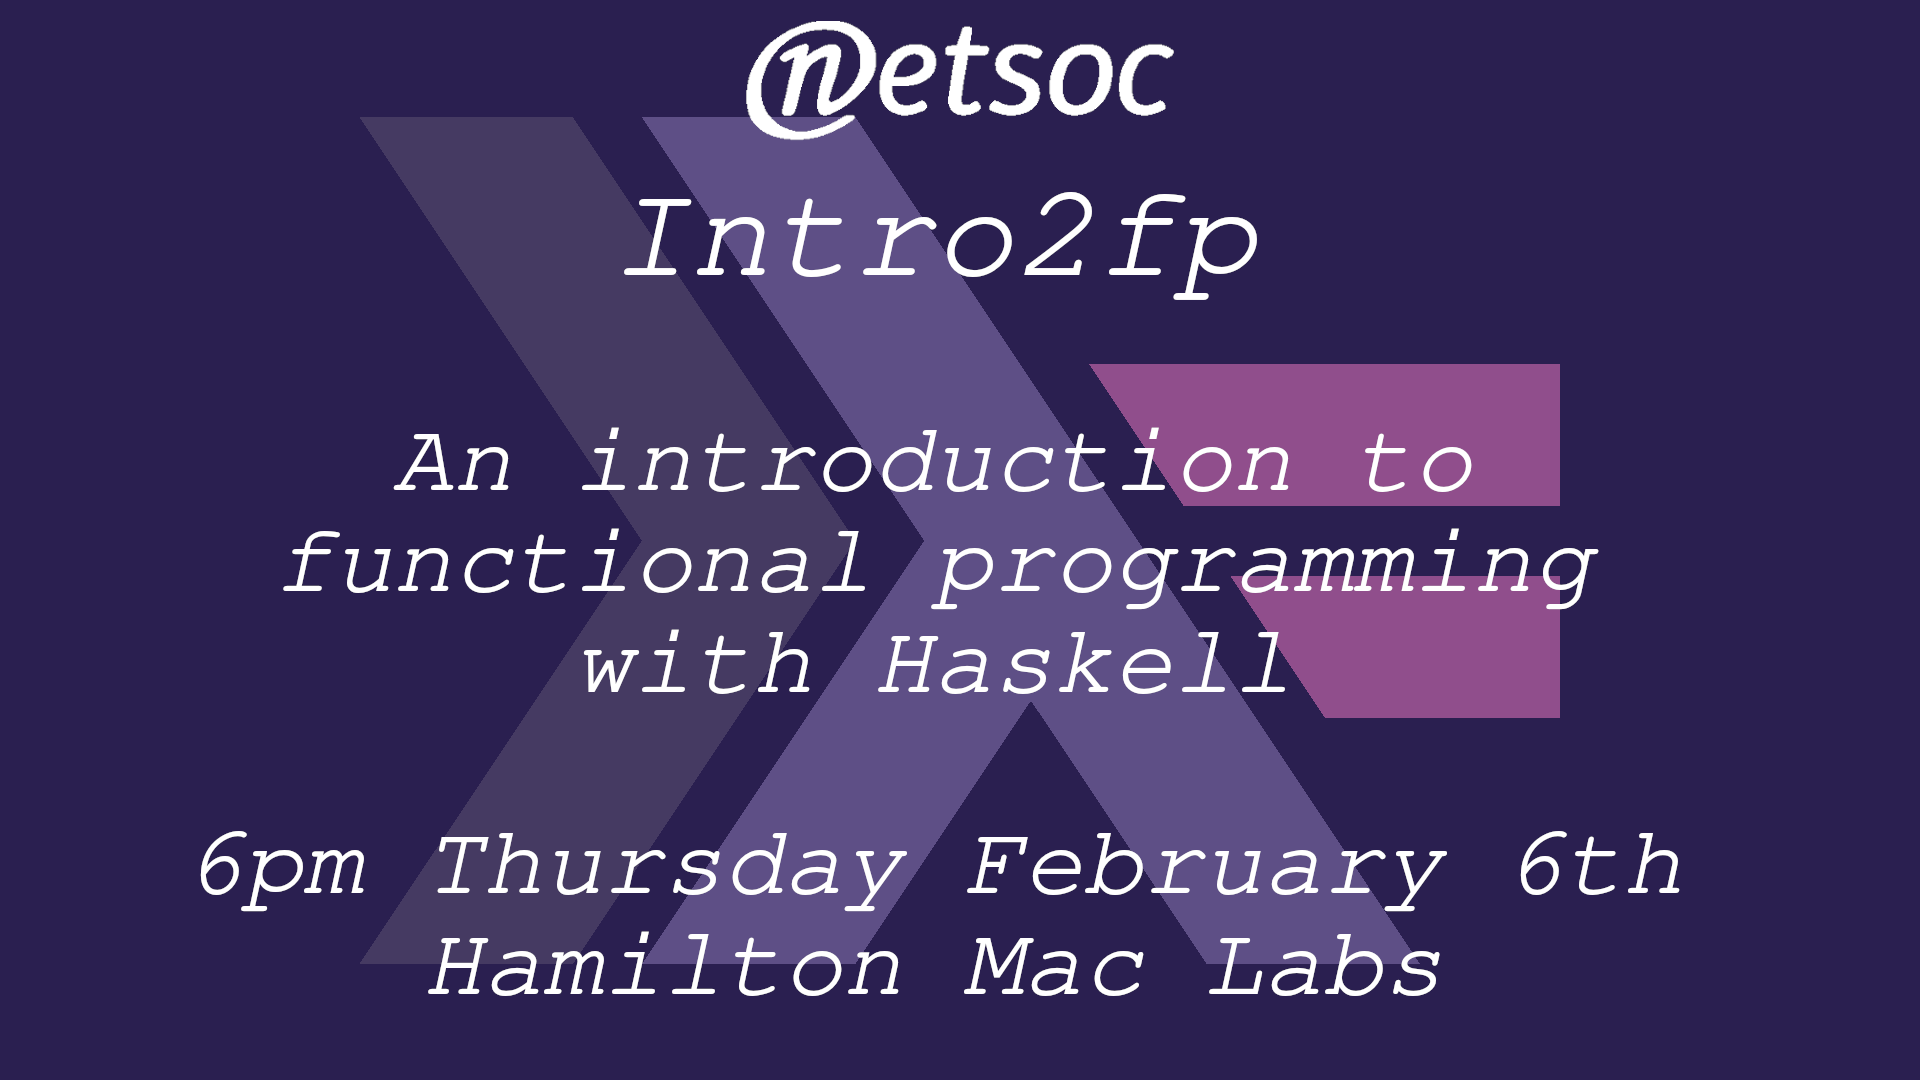 @netsoc
Intro2fp
An introduction to
functional programming
with Haskell
6pm Thursday February 6th
Hamilton Mac Labs